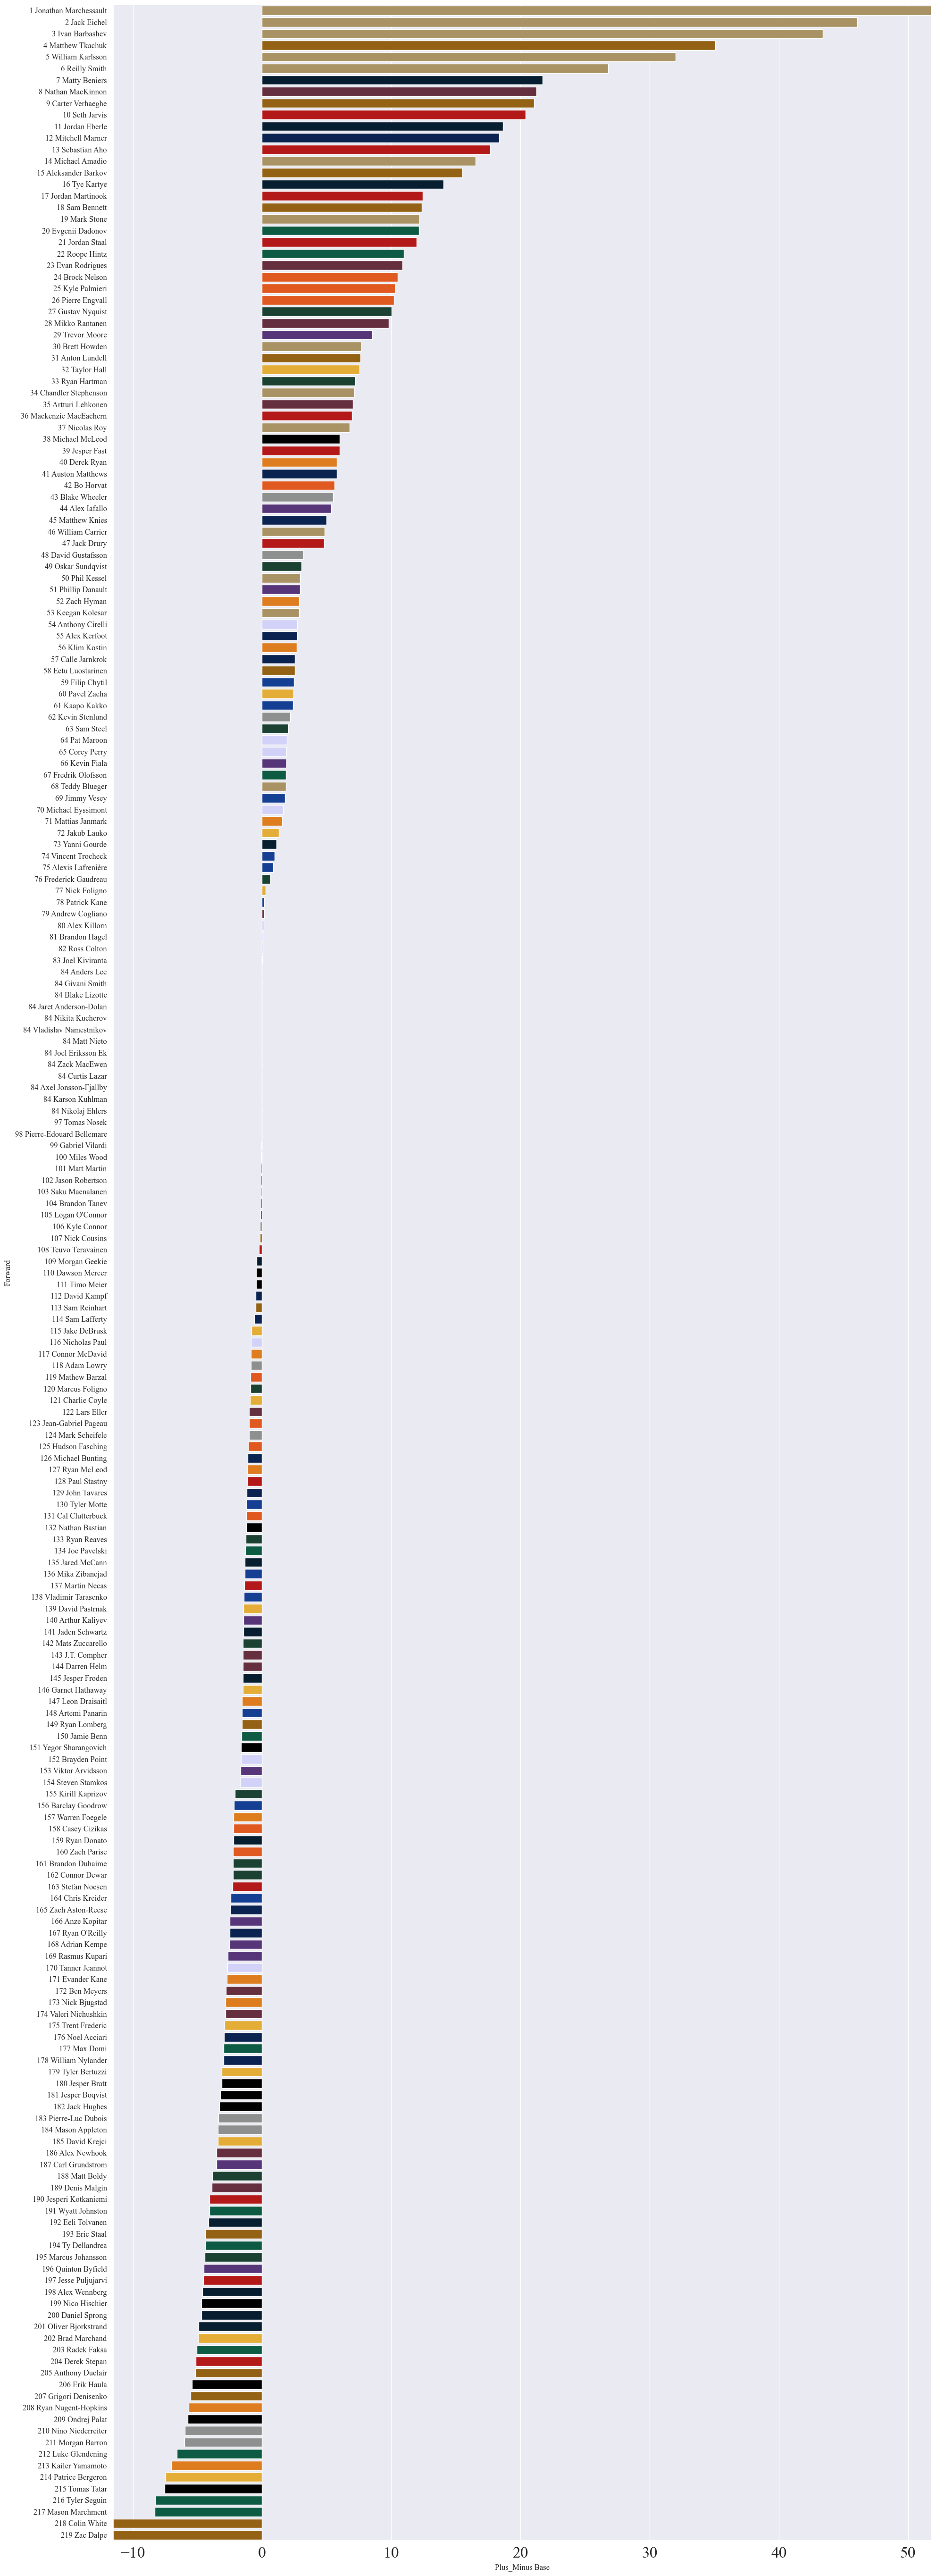 1 Jonathan Marchessault
2 Jack Eichel
3 Ivan Barbashev
4 Matthew Tkachuk
5 William Karlsson
6 Reilly Smith
7 Matty Beniers
8 Nathan MacKinnon
9 Carter Verhaeghe
10 Seth Jarvis
11 Jordan Eberle
12 Mitchell Marner
13 Sebastian Aho
14 Michael Amadio
15 Aleksander Barkov
16 Tye Kartye
17 Jordan Martinook
18 Sam Bennett
19 Mark Stone
20 Evgenii Dadonov
21 Jordan Staal
22 Roope Hintz
23 Evan Rodrigues
24 Brock Nelson
25 Kyle Palmieri
26 Pierre Engvall
27 Gustav Nyquist
28 Mikko Rantanen
29 Trevor Moore
30 Brett Howden
31 Anton Lundell
32 Taylor Hall
33 Ryan Hartman
34 Chandler Stephenson
35 Artturi Lehkonen
36 Mackenzie MacEachern
37 Nicolas Roy
38 Michael McLeod
39 Jesper Fast
40 Derek Ryan
41 Auston Matthews
42 Bo Horvat
43 Blake Wheeler
44 Alex Iafallo
45 Matthew Knies
46 William Carrier
47 Jack Drury
48 David Gustafsson
49 Oskar Sundqvist
50 Phil Kessel
51 Phillip Danault
52 Zach Hyman
53 Keegan Kolesar
54 Anthony Cirelli
55 Alex Kerfoot
56 Klim Kostin
57 Calle Jarnkrok
58 Eetu Luostarinen
59 Filip Chytil
60 Pavel Zacha
61 Kaapo Kakko
62 Kevin Stenlund
63 Sam Steel
64 Pat Maroon
65 Corey Perry
66 Kevin Fiala
67 Fredrik Olofsson
68 Teddy Blueger
69 Jimmy Vesey
70 Michael Eyssimont
71 Mattias Janmark
72 Jakub Lauko
73 Yanni Gourde
74 Vincent Trocheck
75 Alexis Lafrenière
76 Frederick Gaudreau
77 Nick Foligno
78 Patrick Kane
79 Andrew Cogliano
80 Alex Killorn
81 Brandon Hagel
82 Ross Colton
83 Joel Kiviranta
84 Anders Lee
84 Givani Smith
84 Blake Lizotte
84 Jaret Anderson-Dolan
84 Nikita Kucherov
84 Vladislav Namestnikov
84 Matt Nieto
84 Joel Eriksson Ek
84 Zack MacEwen
84 Curtis Lazar
84 Axel Jonsson-Fjallby
84 Karson Kuhlman
84 Nikolaj Ehlers
97 Tomas Nosek
98 Pierre-Edouard Bellemare
99 Gabriel Vilardi
100 Miles Wood
101 Matt Martin
102 Jason Robertson
103 Saku Maenalanen
104 Brandon Tanev
105 Logan O'Connor
106 Kyle Connor
107 Nick Cousins
108 Teuvo Teravainen
109 Morgan Geekie
110 Dawson Mercer
111 Timo Meier
112 David Kampf
113 Sam Reinhart
114 Sam Lafferty
115 Jake DeBrusk
116 Nicholas Paul
117 Connor McDavid
118 Adam Lowry
119 Mathew Barzal
120 Marcus Foligno
121 Charlie Coyle
122 Lars Eller
123 Jean-Gabriel Pageau
124 Mark Scheifele
125 Hudson Fasching
126 Michael Bunting
127 Ryan McLeod
128 Paul Stastny
129 John Tavares
130 Tyler Motte
131 Cal Clutterbuck
132 Nathan Bastian
133 Ryan Reaves
134 Joe Pavelski
135 Jared McCann
136 Mika Zibanejad
137 Martin Necas
138 Vladimir Tarasenko
139 David Pastrnak
140 Arthur Kaliyev
141 Jaden Schwartz
142 Mats Zuccarello
143 J.T. Compher
144 Darren Helm
145 Jesper Froden
146 Garnet Hathaway
147 Leon Draisaitl
148 Artemi Panarin
149 Ryan Lomberg
150 Jamie Benn
151 Yegor Sharangovich
152 Brayden Point
153 Viktor Arvidsson
154 Steven Stamkos
155 Kirill Kaprizov
156 Barclay Goodrow
157 Warren Foegele
158 Casey Cizikas
159 Ryan Donato
160 Zach Parise
161 Brandon Duhaime
162 Connor Dewar
163 Stefan Noesen
164 Chris Kreider
165 Zach Aston-Reese
166 Anze Kopitar
167 Ryan O'Reilly
168 Adrian Kempe
169 Rasmus Kupari
170 Tanner Jeannot
171 Evander Kane
172 Ben Meyers
173 Nick Bjugstad
174 Valeri Nichushkin
175 Trent Frederic
176 Noel Acciari
177 Max Domi
178 William Nylander
179 Tyler Bertuzzi
180 Jesper Bratt
181 Jesper Boqvist
182 Jack Hughes
183 Pierre-Luc Dubois
184 Mason Appleton
185 David Krejci
186 Alex Newhook
187 Carl Grundstrom
188 Matt Boldy
189 Denis Malgin
190 Jesperi Kotkaniemi
191 Wyatt Johnston
192 Eeli Tolvanen
193 Eric Staal
194 Ty Dellandrea
195 Marcus Johansson
196 Quinton Byfield
197 Jesse Puljujarvi
198 Alex Wennberg
199 Nico Hischier
200 Daniel Sprong
201 Oliver Bjorkstrand
202 Brad Marchand
203 Radek Faksa
204 Derek Stepan
205 Anthony Duclair
206 Erik Haula
207 Grigori Denisenko
208 Ryan Nugent-Hopkins
209 Ondrej Palat
210 Nino Niederreiter
211 Morgan Barron
212 Luke Glendening
213 Kailer Yamamoto
214 Patrice Bergeron
215 Tomas Tatar
216 Tyler Seguin
217 Mason Marchment
218 Colin White
219 Zac Dalpe
Forward
−10 0 10 20 30 40 50
Plus_Minus Base